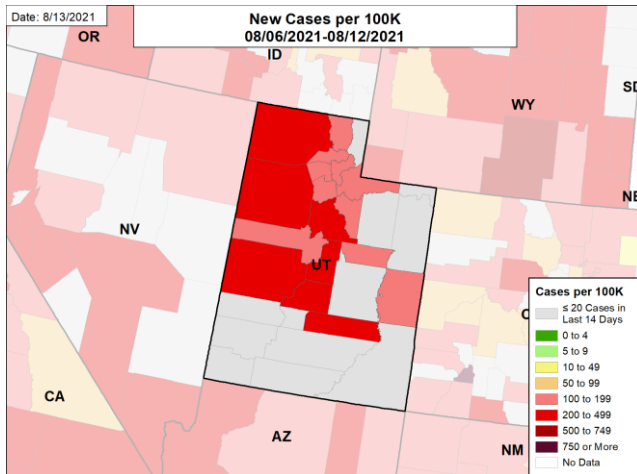 Date: 8/13/2021
New Cases per 100K
08/06/2021-08/12/2021
OR
ID
SD
WY
NE
NV
UT
C
CA
AZ
NM
Cases per 100K
≤ 20 Cases in
Last 14 Days
0 to 4
5 to 9
10 to 49
50 to 99
100 to 199
200 to 499
500 to 749
750 or More
No Data